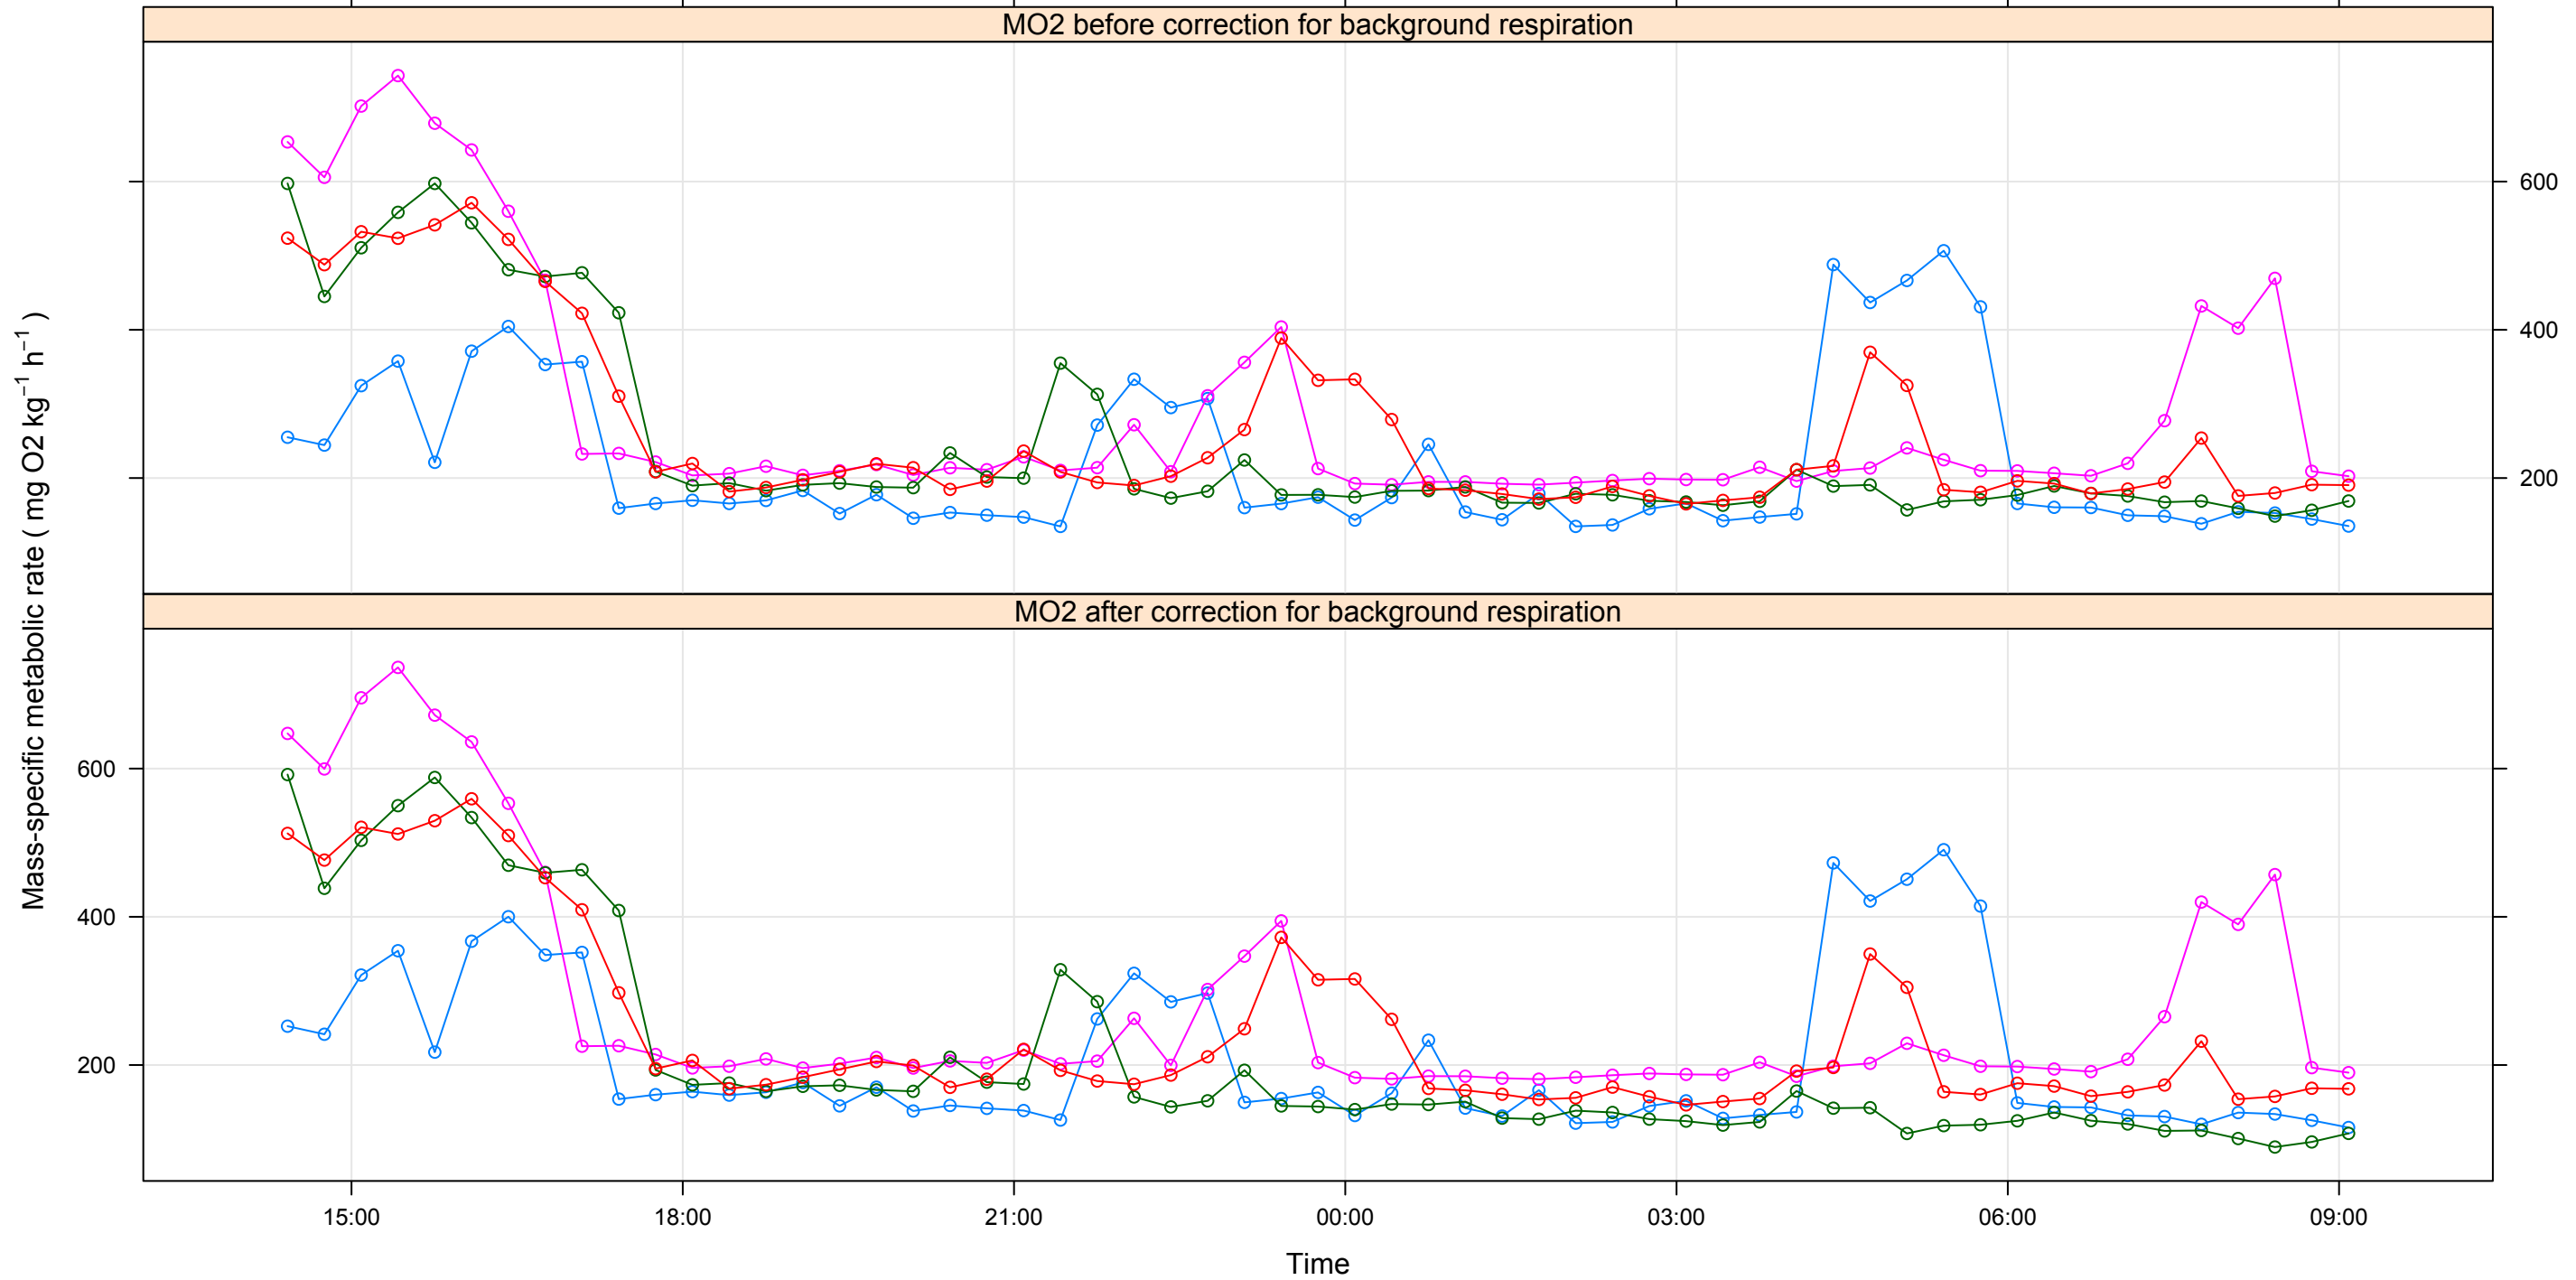 MO2 before correction for background respiration
600
400
200
Mass-specific metabolic rate ( mg O2 kg⁻¹ h⁻¹ )
MO2 after correction for background respiration
600
400
200
15:00 18:00 21:00 00:00 03:00 06:00 09:00
Time